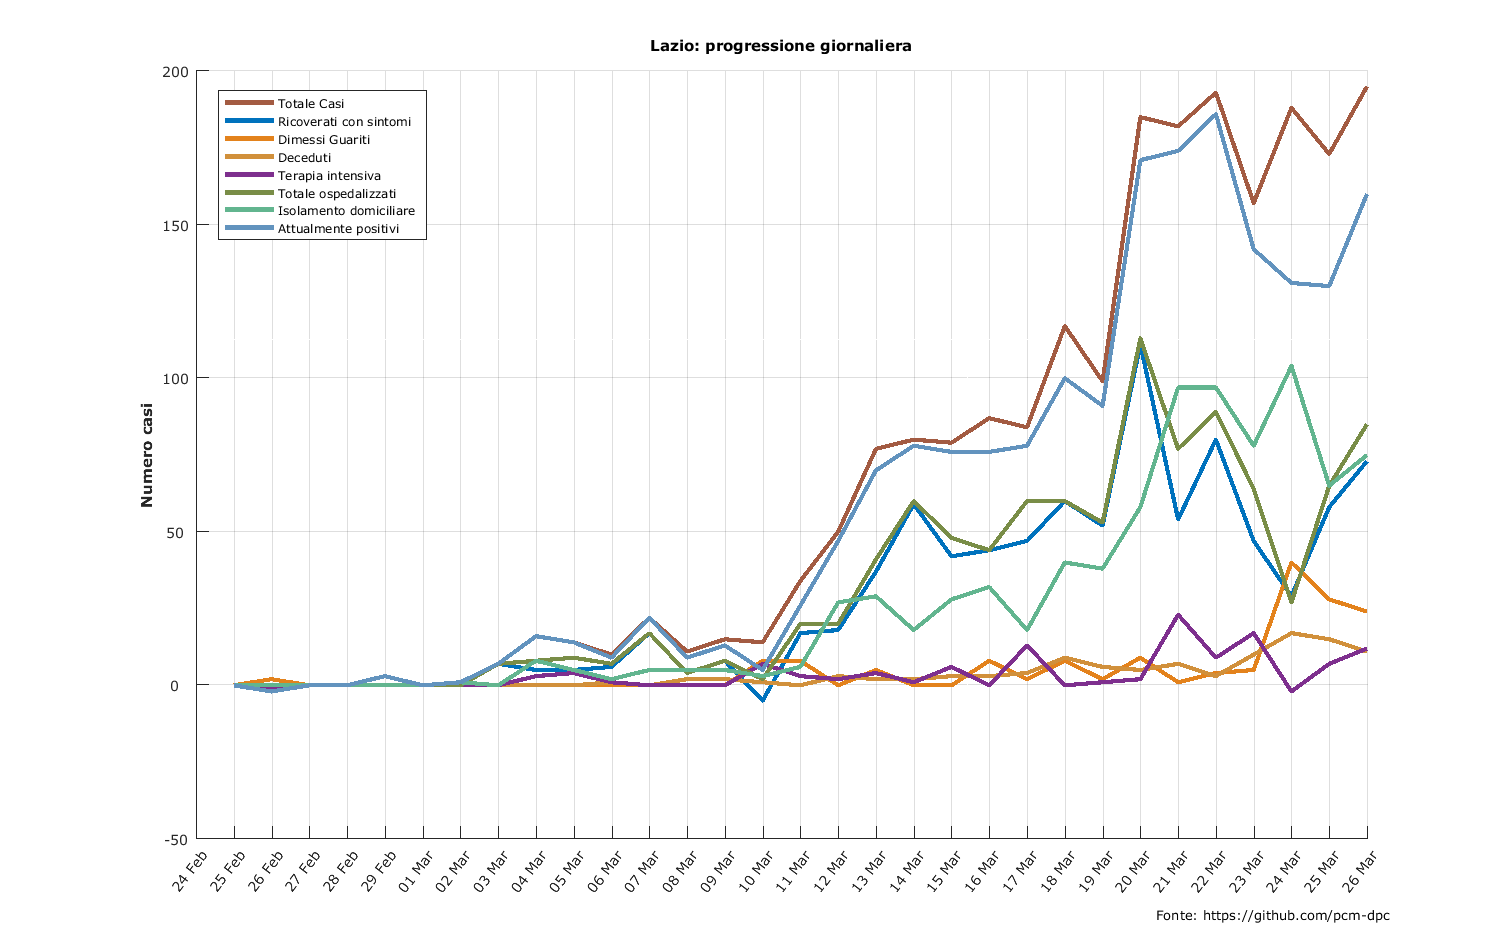 Lazio: progressione giornaliera
200
150
100
50
0
-50
Numero casi
Totale Casi
Ricoverati con sintomi
Dimessi Guariti
Deceduti
Terapia intensiva
Totale ospedalizzati
Isolamento domiciliare
Attualmente positivi
24 Feb
25 Feb
26 Feb
27 Feb
28 Feb
29 Feb
01 Mar
02 Mar
03 Mar
04 Mar
05 Mar
06 Mar
07 Mar
08 Mar
09 Mar
10 Mar
11 Mar
12 Mar
13 Mar
14 Mar
15 Mar
16 Mar
17 Mar
18 Mar
19 Mar
20 Mar
21 Mar
22 Mar
23 Mar
24 Mar
25 Mar
26 Mar
Fonte: https://github.com/pcm-dpc